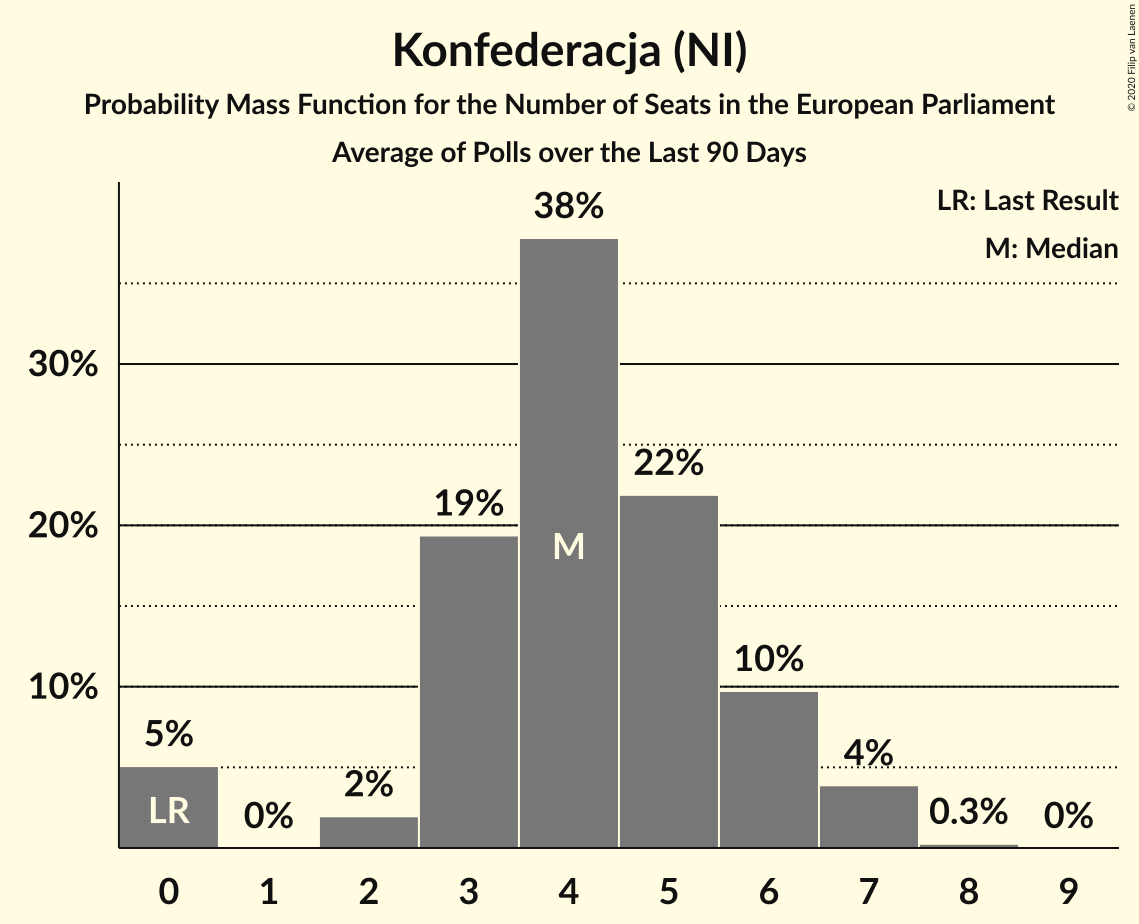 Konfederacja (NI)
Probability Mass Function for the Number of Seats in the European Parliament
Average of Polls over the Last 90 Days
© 2020 Filip van Laenen
LR: Last Result
M: Median
38%
30%
22%
19%
20%
M
10%
10%
5%
4%
2%
LR
0%
0.3%
0%
0 1 2 3 4 5 6 7 8 9